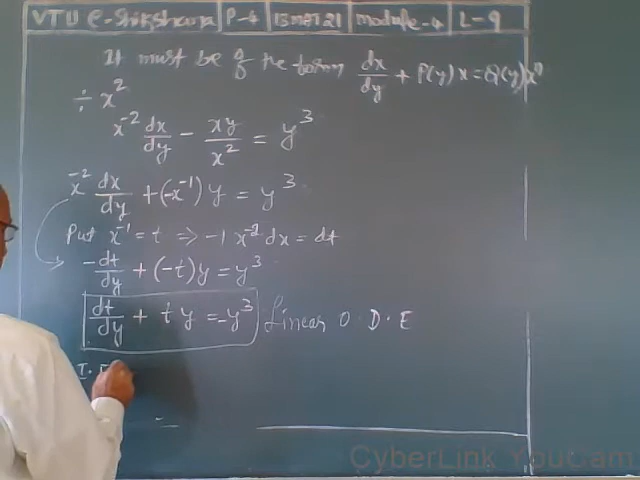 VTU e-Shikshana P-4 15MAT21 module-4 L-9
It must be of the form dx/dy + P(y) x = Q(y) x^n
÷ x^2
x^-2 dx/dy - xy/x^2 = y^3
x^-2 dx/dy + (-x^-1) y = y^3
Put x^-1 = t ⇒ -1 x^-2 dx = dt
-dt/dy + (-t) y = y^3
dt/dy + t y = -y^3 Linear O.D.E
I.F
CyberLink YouCam